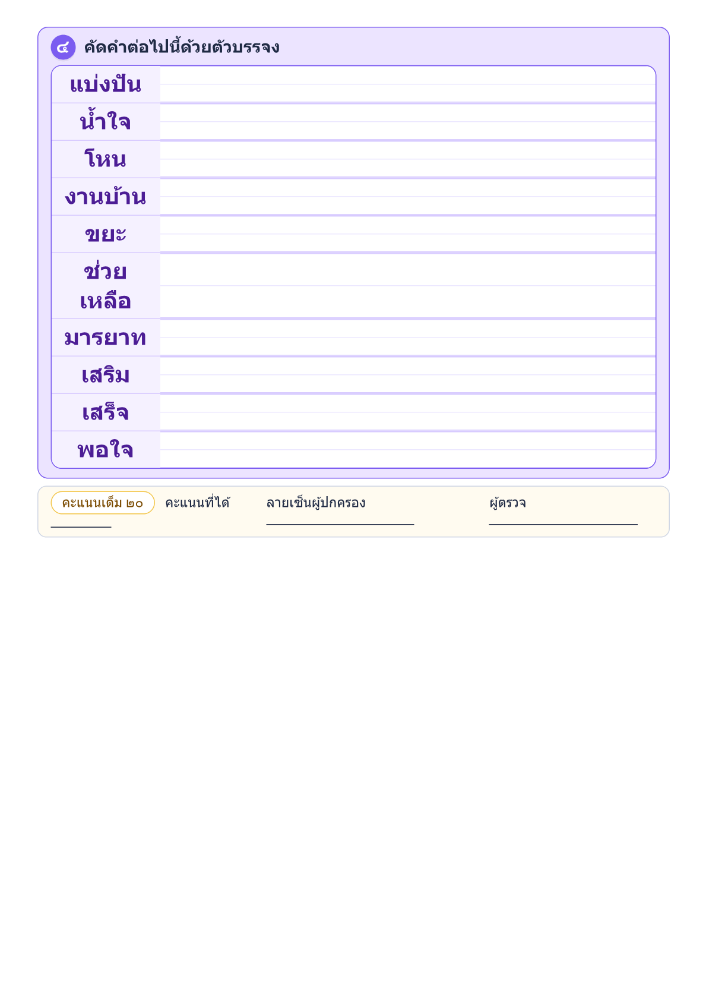 ๔ คัดคำต่อไปนี้ด้วยตัวบรรจง
แบ่งปัน
น้ำใจ
โหน
งานบ้าน
ขยะ
ช่วย
เหลือ
มารยาท
เสริม
เสร็จ
พอใจ
คะแนนเต็ม ๒๐ คะแนนที่ได้ ลายเซ็นผู้ปกครอง ผู้ตรวจ